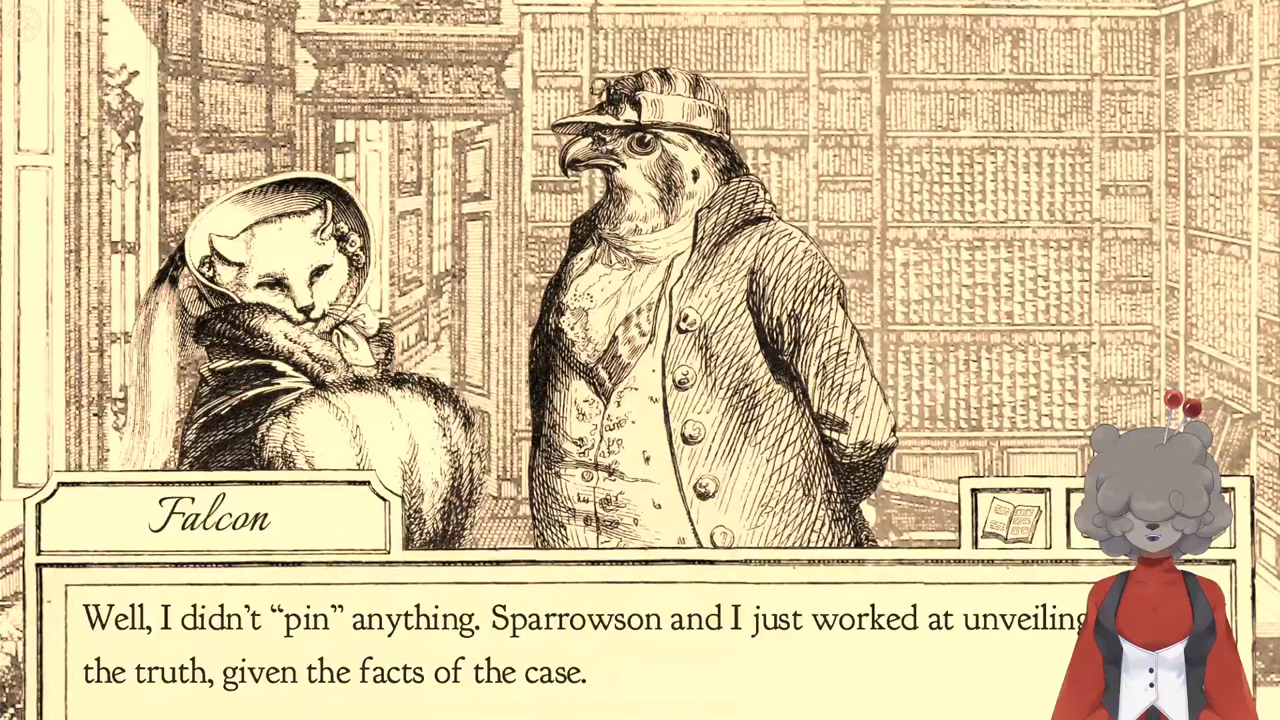 Falcon
Well, I didn't “pin” anything. Sparrowson and I just worked at unveiling
the truth, given the facts of the case.